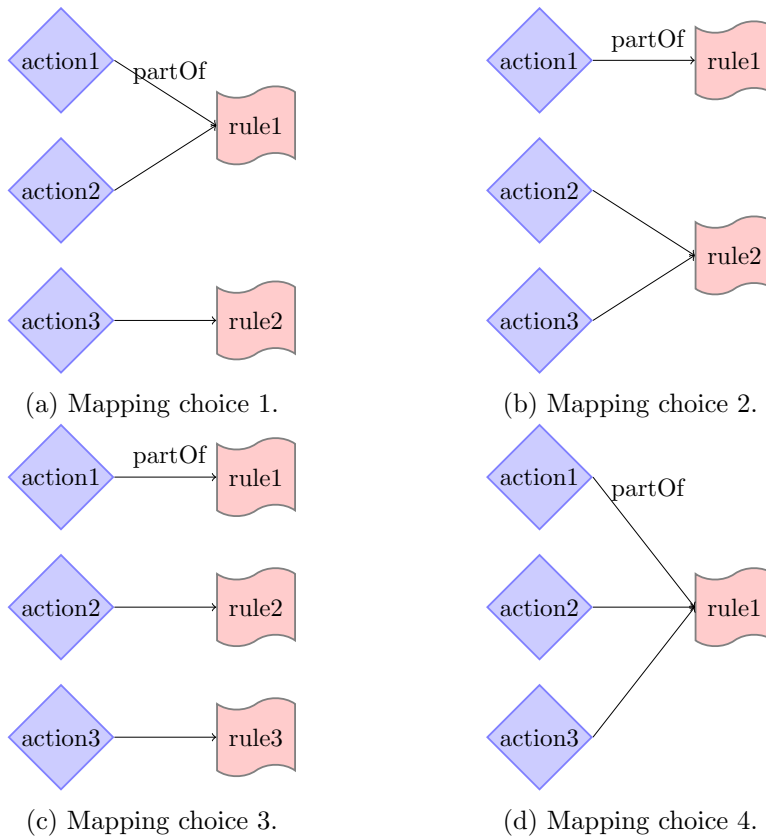 action1
partOf
rule1
action2
action3
rule2
(a) Mapping choice 1.
action1
partOf
rule1
action2
rule2
action3
(b) Mapping choice 2.
action1
partOf
rule1
action2
rule2
action3
rule3
(c) Mapping choice 3.
action1
partOf
action2
rule1
action3
(d) Mapping choice 4.